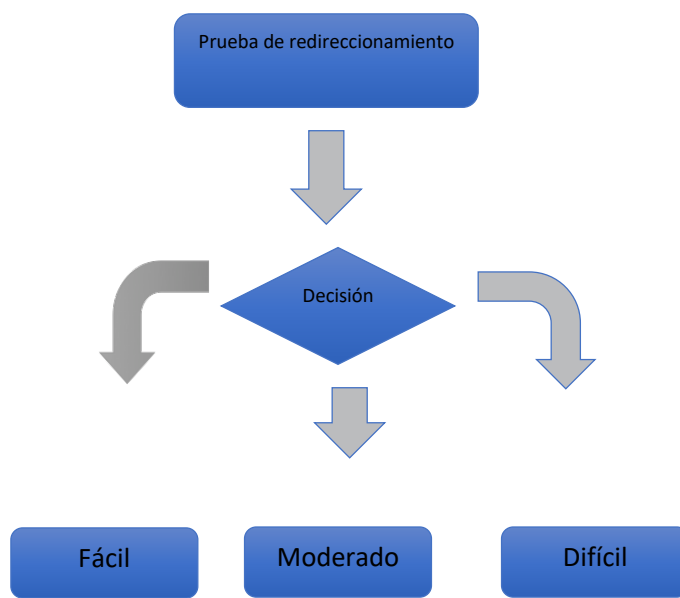 Prueba de redireccionamiento
Decisión
Fácil
Moderado
Difícil